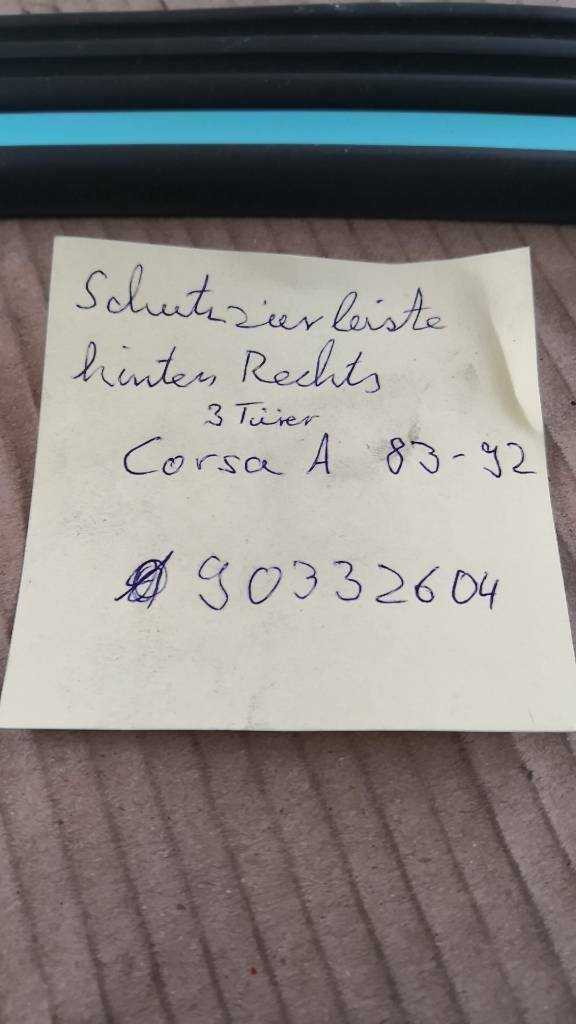 Schutzzierleiste
hinten Rechts
3 Türer
Corsa A 83-92
90332604